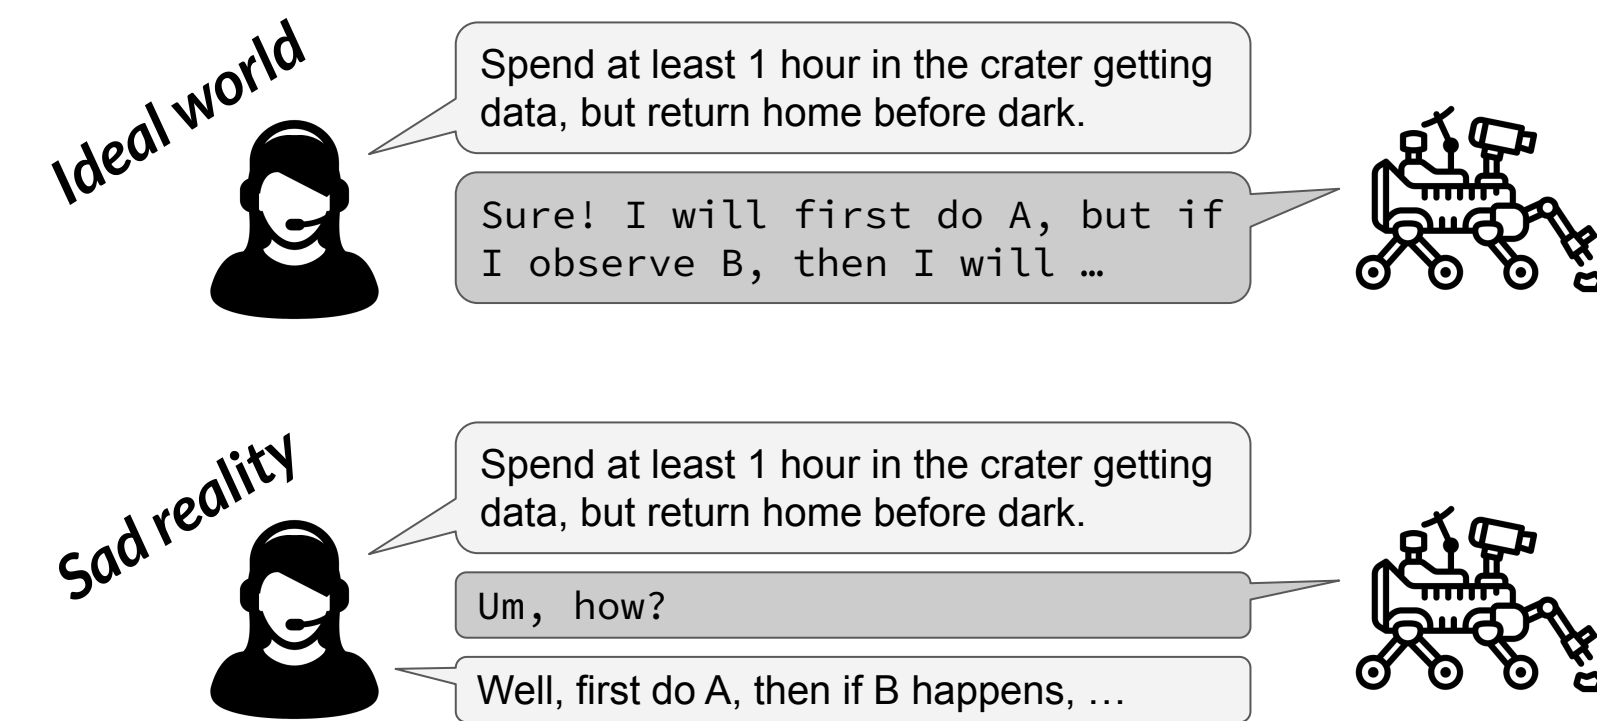 Ideal world
Spend at least 1 hour in the crater getting
data, but return home before dark.
Sure! I will first do A, but if
I observe B, then I will …
Sad reality
Spend at least 1 hour in the crater getting
data, but return home before dark.
Um, how?
Well, first do A, then if B happens, …